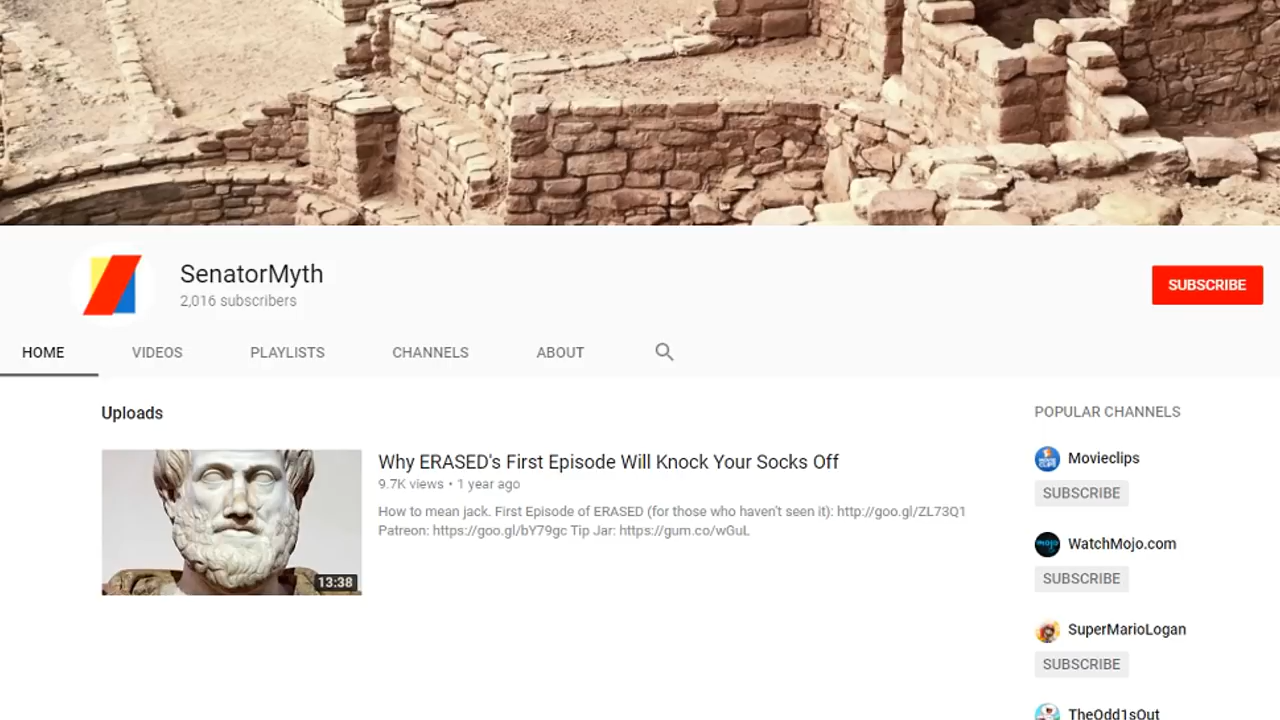 SenatorMyth
2,016 subscribers
SUBSCRIBE
HOME VIDEOS PLAYLISTS CHANNELS ABOUT
Uploads
Why ERASED's First Episode Will Knock Your Socks Off
9.7K views • 1 year ago
How to mean jack. First Episode of ERASED (for those who haven't seen it): http://goo.gl/ZL73Q1
Patreon: https://goo.gl/bY79gc Tip Jar: https://gum.co/wGuL
13:38
POPULAR CHANNELS
Movieclips
SUBSCRIBE
mojo
WatchMojo.com
SUBSCRIBE
SuperMarioLogan
SUBSCRIBE
TheOdd1sOut